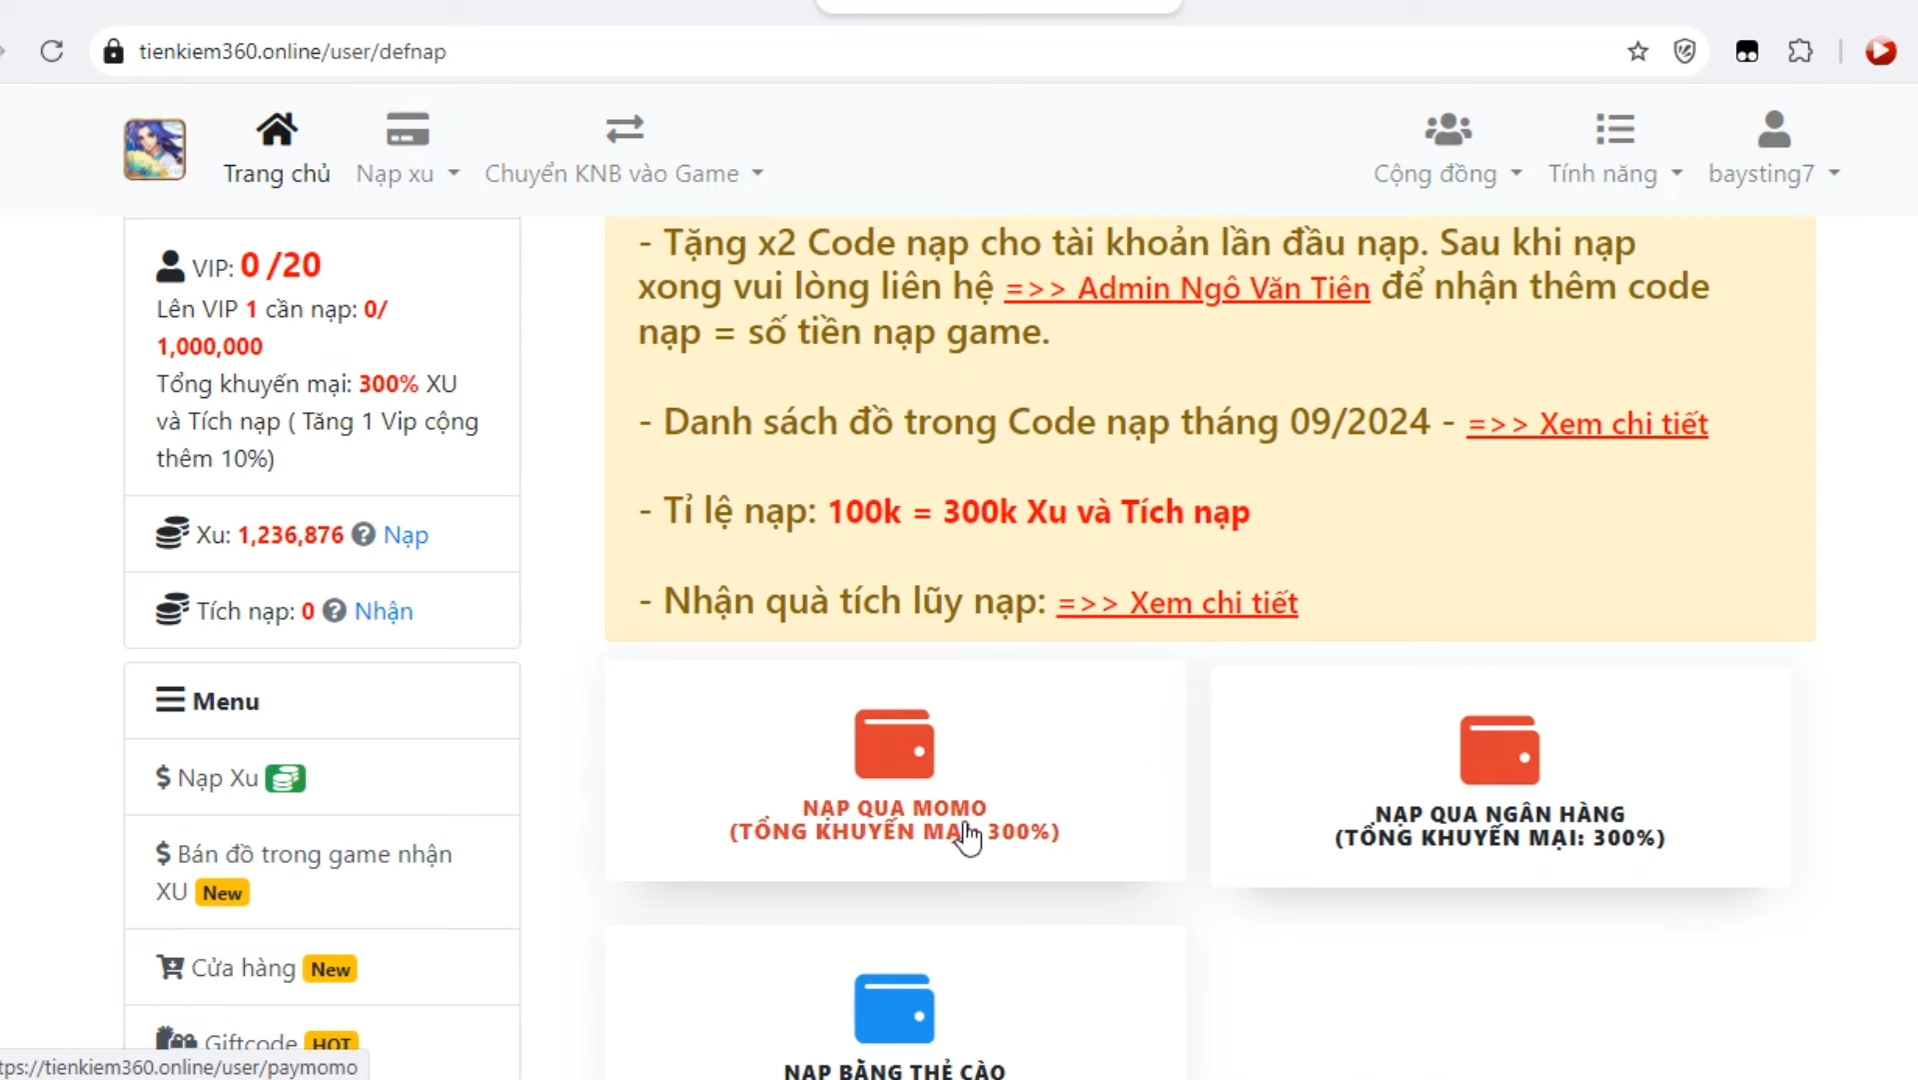 tienkiem360.online/user/defnap
Trang chủ
Nạp xu
Chuyển KNB vào Game
Cộng đồng
Tính năng
baysting7
VIP: 0 /20
Lên VIP 1 cần nạp: 0/
1,000,000
Tổng khuyến mại: 300% XU
và Tích nạp ( Tăng 1 Vip cộng
thêm 10%)
Xu: 1,236,876 Nạp
Tích nạp: 0 Nhận
Menu
Nạp Xu
Bán đồ trong game nhận
XU New
Cửa hàng New
Giftcode HOT
- Tặng x2 Code nạp cho tài khoản lần đầu nạp. Sau khi nạp
xong vui lòng liên hệ =>> Admin Ngô Văn Tiên để nhận thêm code
nạp = số tiền nạp game.
- Danh sách đồ trong Code nạp tháng 09/2024 - =>> Xem chi tiết
- Tỉ lệ nạp: 100k = 300k Xu và Tích nạp
- Nhận quà tích lũy nạp: =>> Xem chi tiết
NẠP QUA MOMO
(TỔNG KHUYẾN MẠI: 300%)
NẠP QUA NGÂN HÀNG
(TỔNG KHUYẾN MẠI: 300%)
NẠP BẰNG THẺ CÀO
tps://tienkiem360.online/user/paymomo